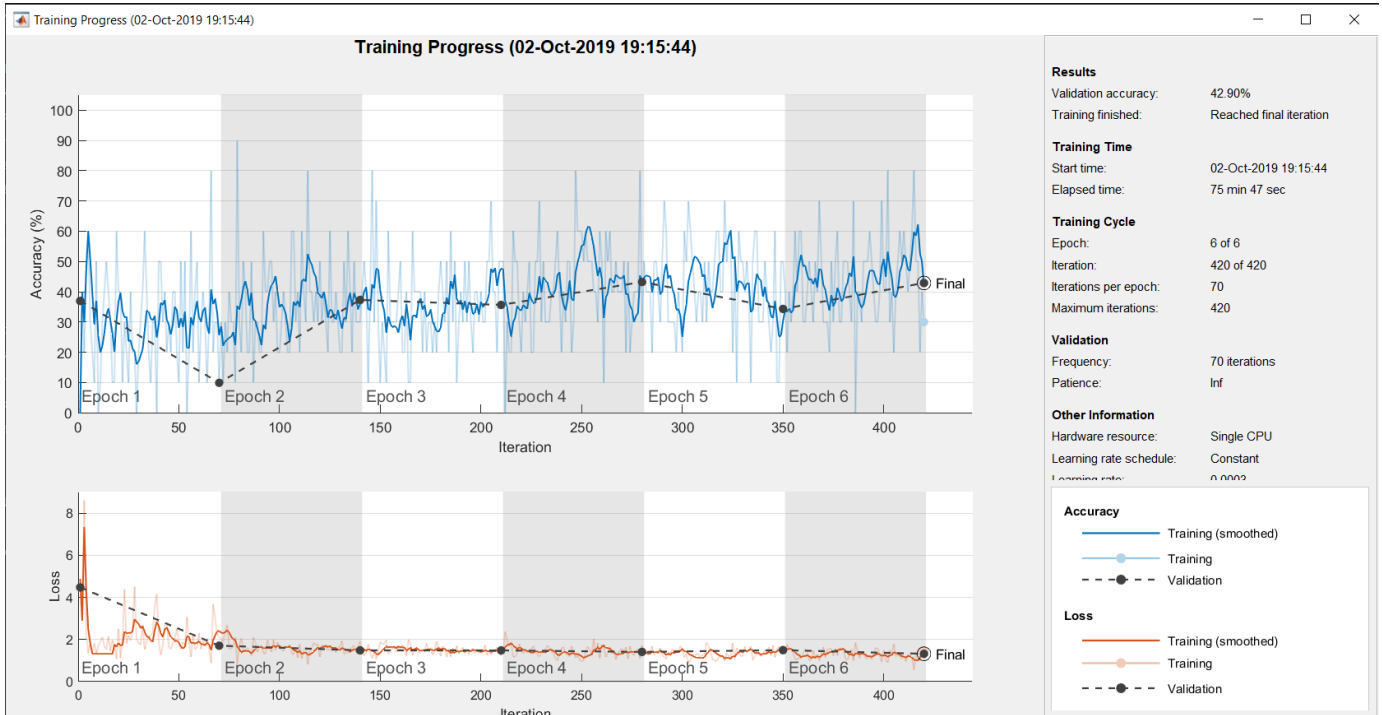 Training Progress (02-Oct-2019 19:15:44)
Training Progress (02-Oct-2019 19:15:44)
Accuracy (%)
100
90
80
70
60
50
40
30
20
10
0
Final
Epoch 1
Epoch 2
Epoch 3
Epoch 4
Epoch 5
Epoch 6
0 50 100 150 200 250 300 350 400
Iteration
Loss
8
6
4
2
0
Final
Epoch 1
Epoch 2
Epoch 3
Epoch 4
Epoch 5
Epoch 6
0 50 100 150 200 250 300 350 400
Iteration
Results
Validation accuracy: 42.90%
Training finished: Reached final iteration
Training Time
Start time: 02-Oct-2019 19:15:44
Elapsed time: 75 min 47 sec
Training Cycle
Epoch: 6 of 6
Iteration: 420 of 420
Iterations per epoch: 70
Maximum iterations: 420
Validation
Frequency: 70 iterations
Patience: Inf
Other Information
Hardware resource: Single CPU
Learning rate schedule: Constant
Learning rate: 0.0003
Accuracy
Training (smoothed)
Training
Validation
Loss
Training (smoothed)
Training
Validation